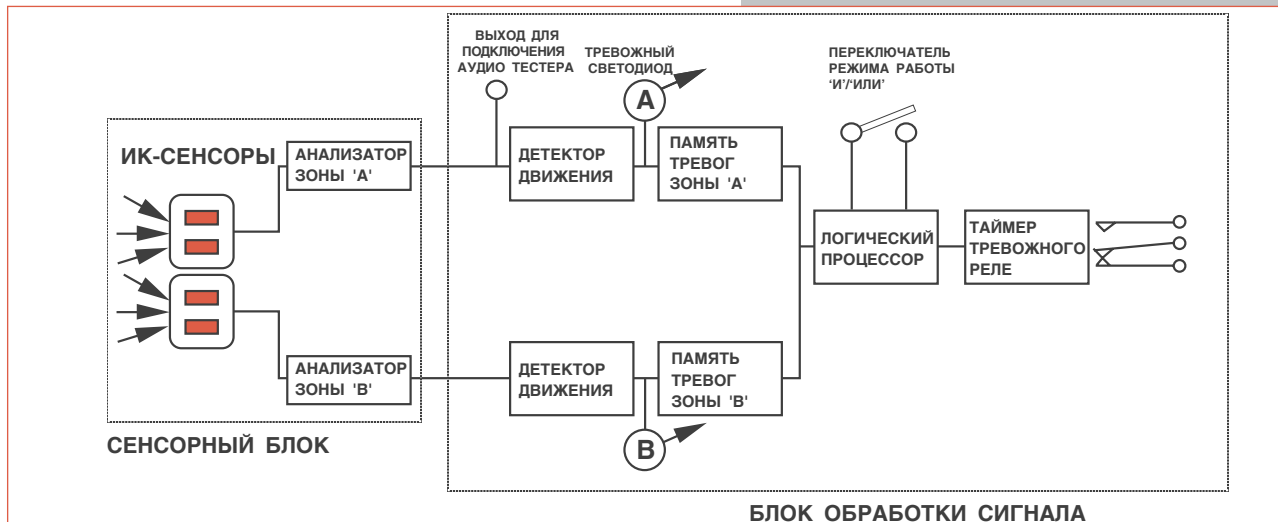 ВЫХОД ДЛЯ
ПОДКЛЮЧЕНИЯ
АУДИО ТЕСТЕРА
ТРЕВОЖНЫЙ
СВЕТОДИОД
ПЕРЕКЛЮЧАТЕЛЬ
РЕЖИМА РАБОТЫ
‘И’/‘ИЛИ’
A
ИК-СЕНСОРЫ
АНАЛИЗАТОР
ЗОНЫ 'А'
ДЕТЕКТОР
ДВИЖЕНИЯ
ПАМЯТЬ
ТРЕВОГ
ЗОНЫ 'А'
ЛОГИЧЕСКИЙ
ПРОЦЕССОР
ТАЙМЕР
ТРЕВОЖНОГО
РЕЛЕ
АНАЛИЗАТОР
ЗОНЫ 'В'
ДЕТЕКТОР
ДВИЖЕНИЯ
ПАМЯТЬ
ТРЕВОГ
ЗОНЫ 'В'
B
СЕНСОРНЫЙ БЛОК
БЛОК ОБРАБОТКИ СИГНАЛА